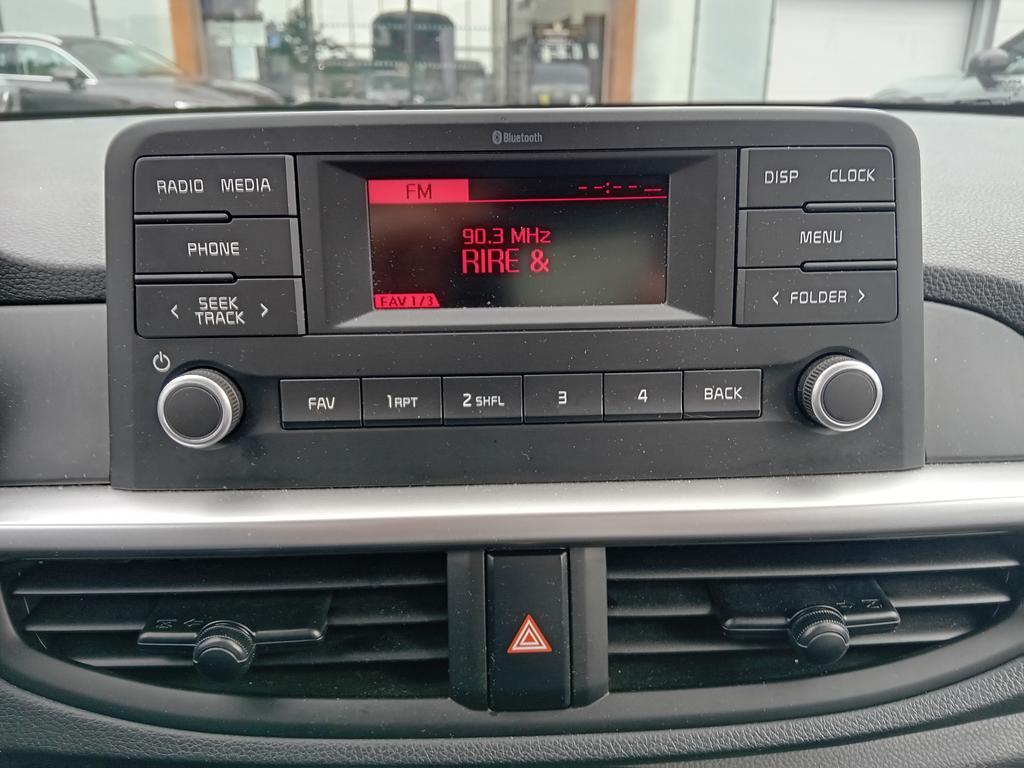 Bluetooth
RADIO MEDIA
PHONE
< SEEK >
TRACK
FM --:-- --
90.3 MHz
RIRE &
FAV 1/3
DISP CLOCK
MENU
< FOLDER >
FAV
1 RPT
2 SHFL
3
4
BACK